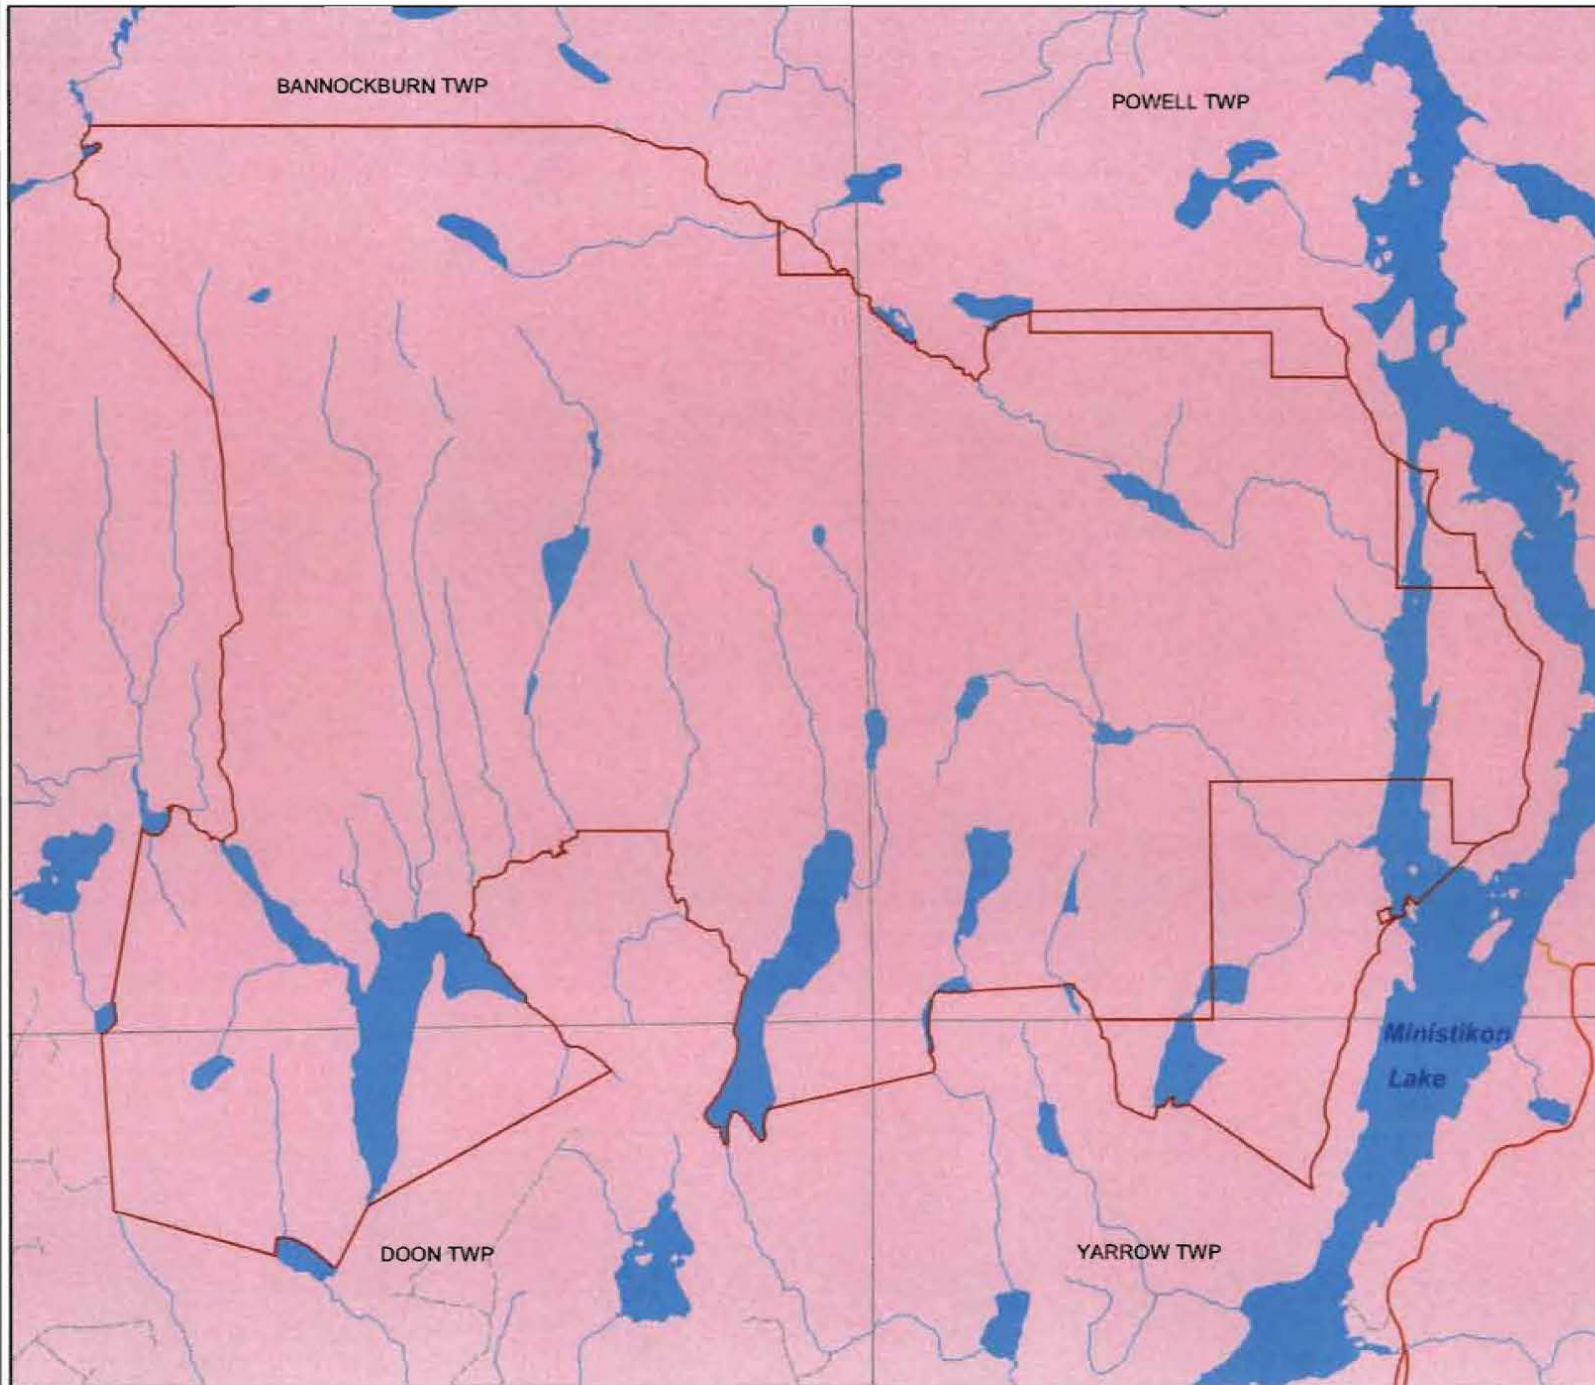 BANNOCKBURN TWP
POWELL TWP
Ministikon
Lake
DOON TWP
YARROW TWP